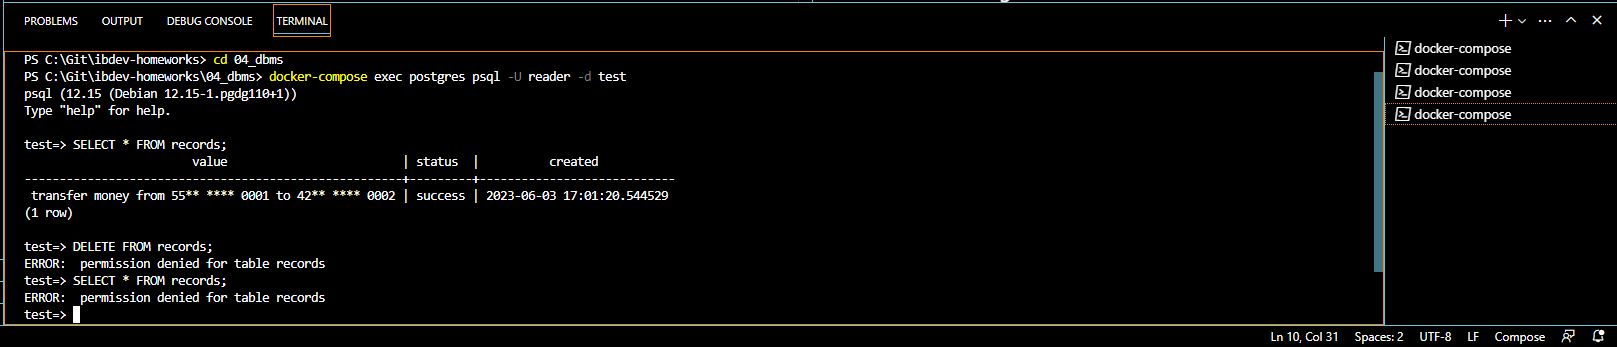 PROBLEMS OUTPUT DEBUG CONSOLE TERMINAL
PS C:\Git\ibdev-homeworks> cd 04_dbms
PS C:\Git\ibdev-homeworks\04_dbms> docker-compose exec postgres psql -U reader -d test
psql (12.15 (Debian 12.15-1.pgdg110+1))
Type "help" for help.
test=> SELECT * FROM records;
value | status | created
----------------------------------------------------+---------+----------------------------
transfer money from 55** **** 0001 to 42** **** 0002 | success | 2023-06-03 17:01:20.544529
(1 row)
test=> DELETE FROM records;
ERROR:  permission denied for table records
test=> SELECT * FROM records;
ERROR:  permission denied for table records
test=>
docker-compose
docker-compose
docker-compose
docker-compose
Ln 10, Col 31 Spaces: 2 UTF-8 LF Compose